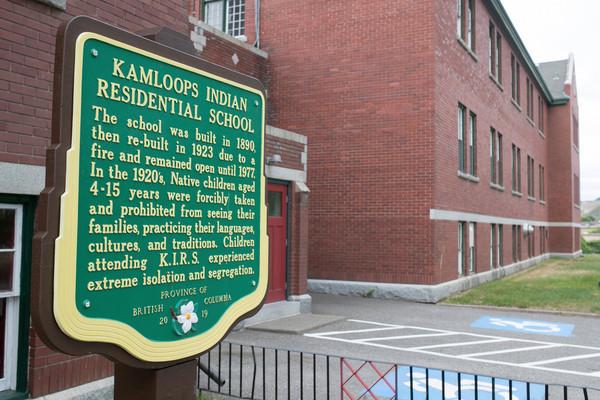 KAMLOOPS INDIAN
RESIDENTIAL SCHOOL
The school was built in 1890,
then re-built in 1923 due to a
fire and remained open until 1977.
In the 1920's, Native children aged
4-15 years were forcibly taken
and prohibited from seeing their
families, practicing their languages,
cultures, and traditions. Children
attending K.I.R.S. experienced
extreme isolation and segregation.
PROVINCE OF
BRITISH COLUMBIA
20 19